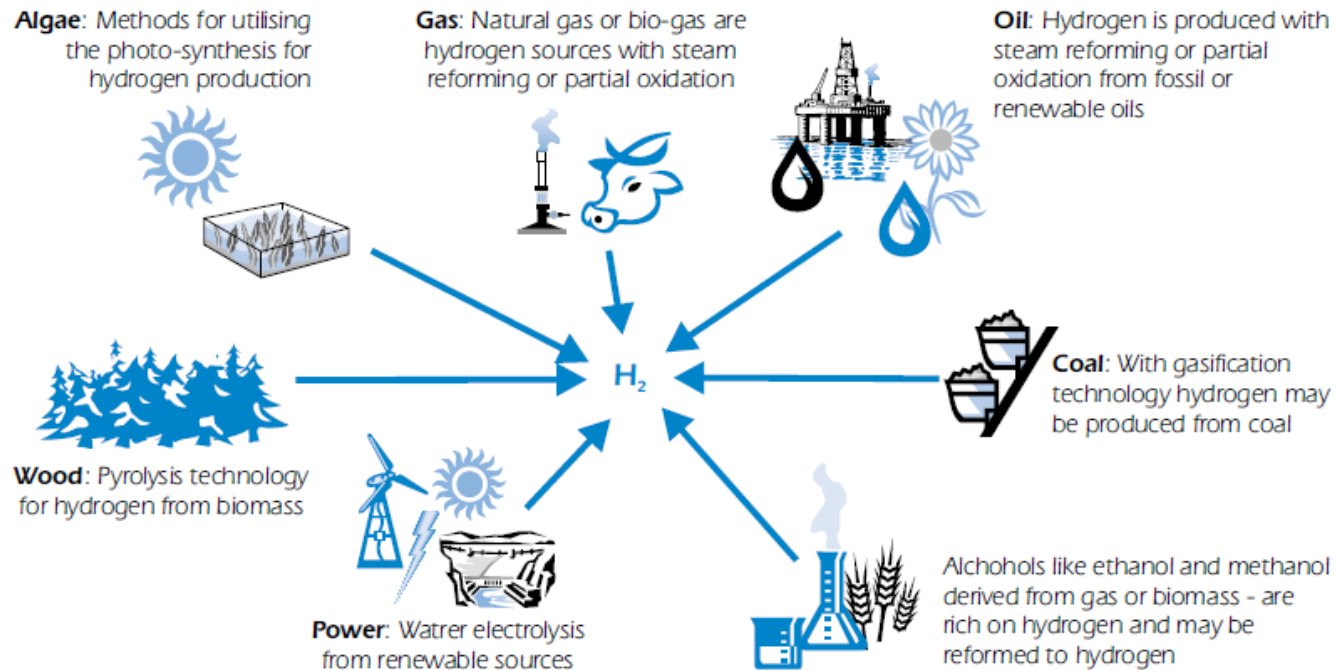 Algae: Methods for utilising
the photo-synthesis for
hydrogen production
Gas: Natural gas or bio-gas are
hydrogen sources with steam
reforming or partial oxidation
Oil: Hydrogen is produced with
steam reforming or partial
oxidation from fossil or
renewable oils
H₂
Coal: With gasification
technology hydrogen may
be produced from coal
Wood: Pyrolysis technology
for hydrogen from biomass
Power: Watrer electrolysis
from renewable sources
Alchohols like ethanol and methanol
derived from gas or biomass - are
rich on hydrogen and may be
reformed to hydrogen